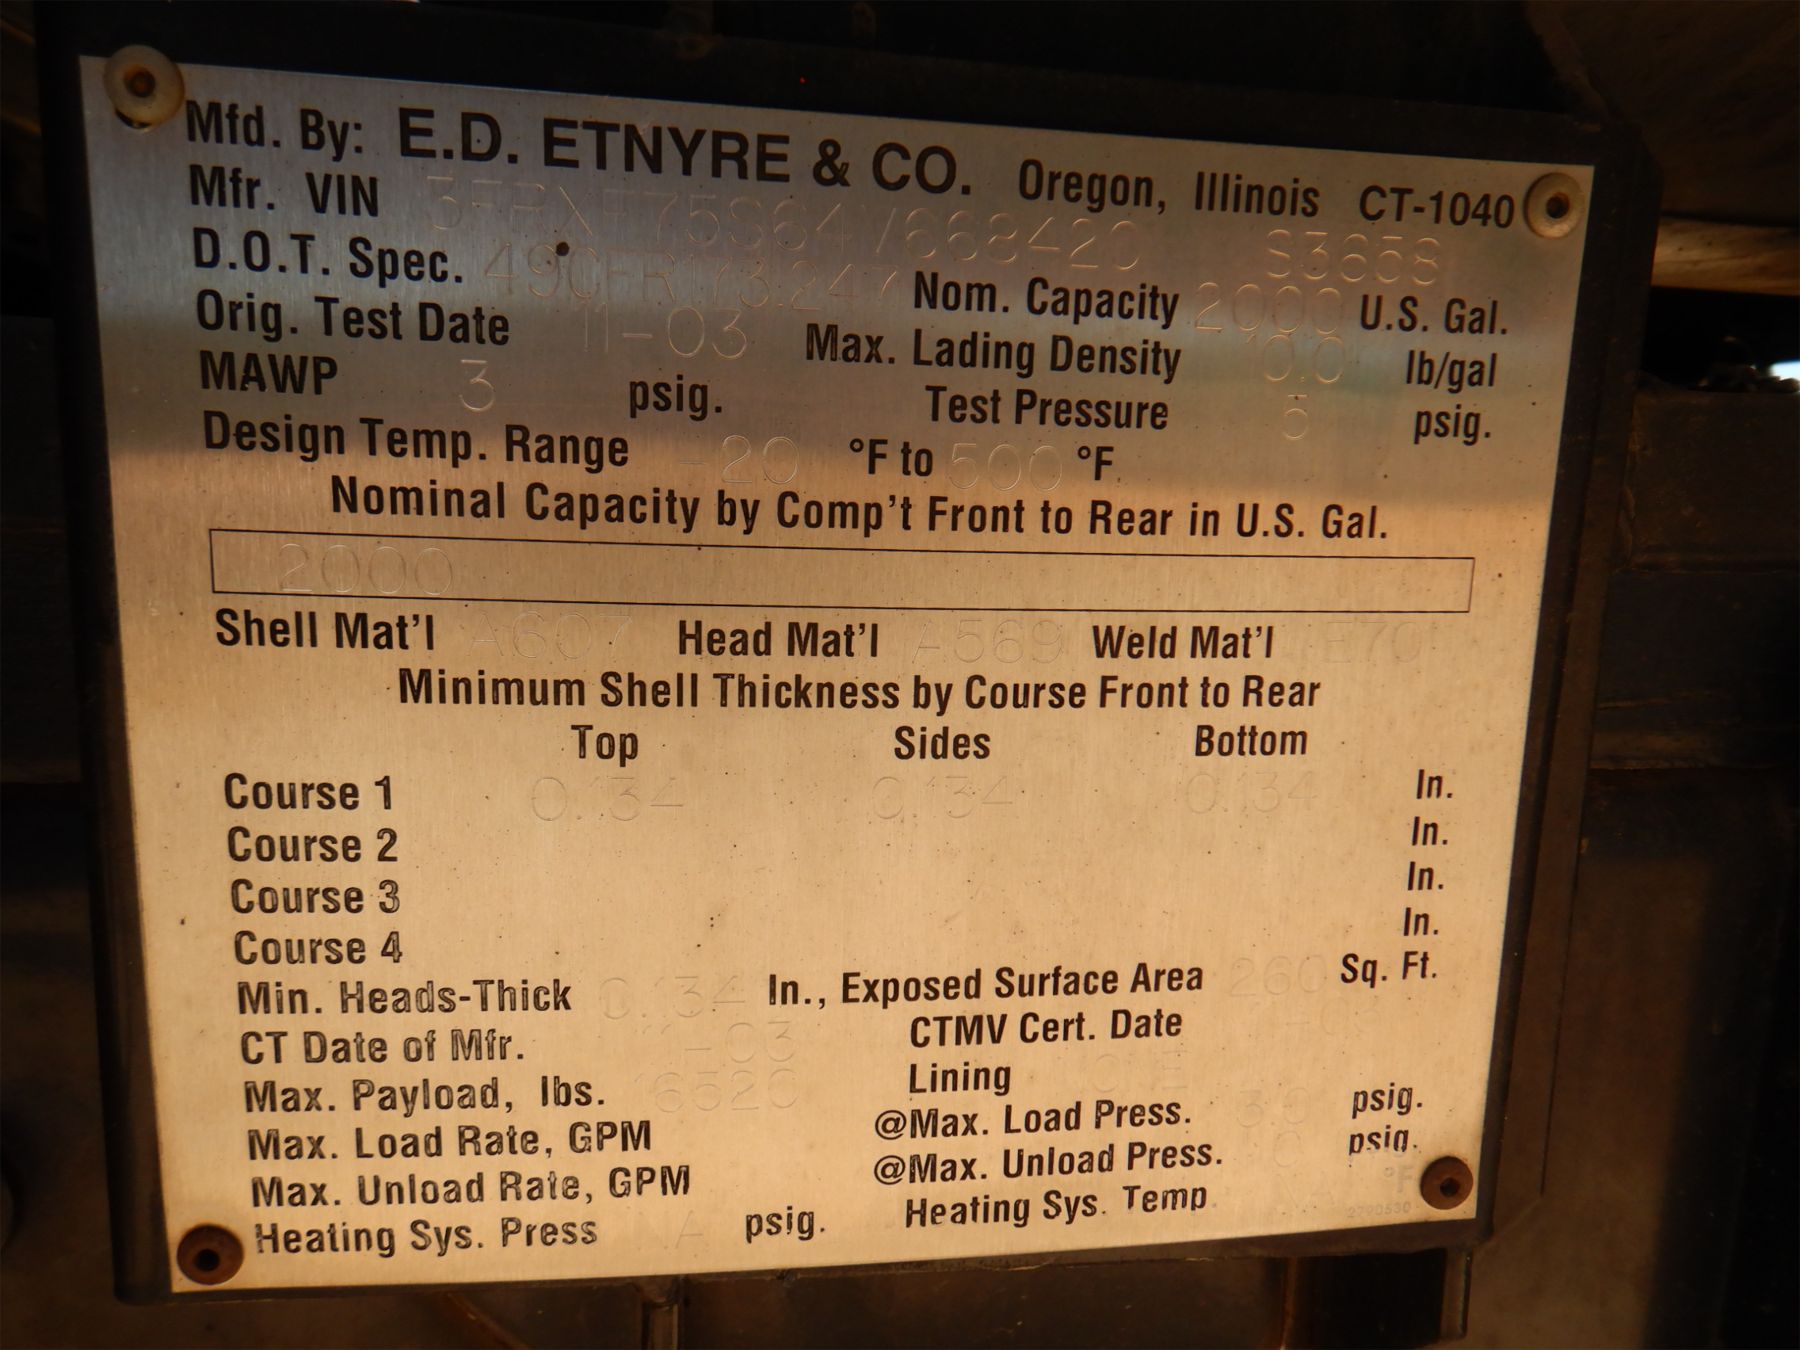 Mfd. By: E.D. ETNYRE & CO. Oregon, Illinois CT-1040
Mfr. VIN 3FRXF75S64V668420 S3658
D.O.T. Spec. 49CFR173.247 Nom. Capacity 2000 U.S. Gal.
Orig. Test Date 11-03 Max. Lading Density 10.0 lb/gal
MAWP 3 psig. Test Pressure 5 psig.
Design Temp. Range -20 °F to 500 °F
Nominal Capacity by Comp't Front to Rear in U.S. Gal.
2000
Shell Mat'l A607 Head Mat'l A569 Weld Mat'l E70
Minimum Shell Thickness by Course Front to Rear
Top Sides Bottom
Course 1 0.134 0.134 0.134 In.
Course 2 In.
Course 3 In.
Course 4 In.
Min. Heads-Thick 0.134 In., Exposed Surface Area 260 Sq. Ft.
CT Date of Mfr. 11-03 CTMV Cert. Date
Max. Payload, lbs. 16520 Lining
Max. Load Rate, GPM @Max. Load Press. psig.
Max. Unload Rate, GPM @Max. Unload Press. psig.
Heating Sys. Press NA psig. Heating Sys. Temp. °F